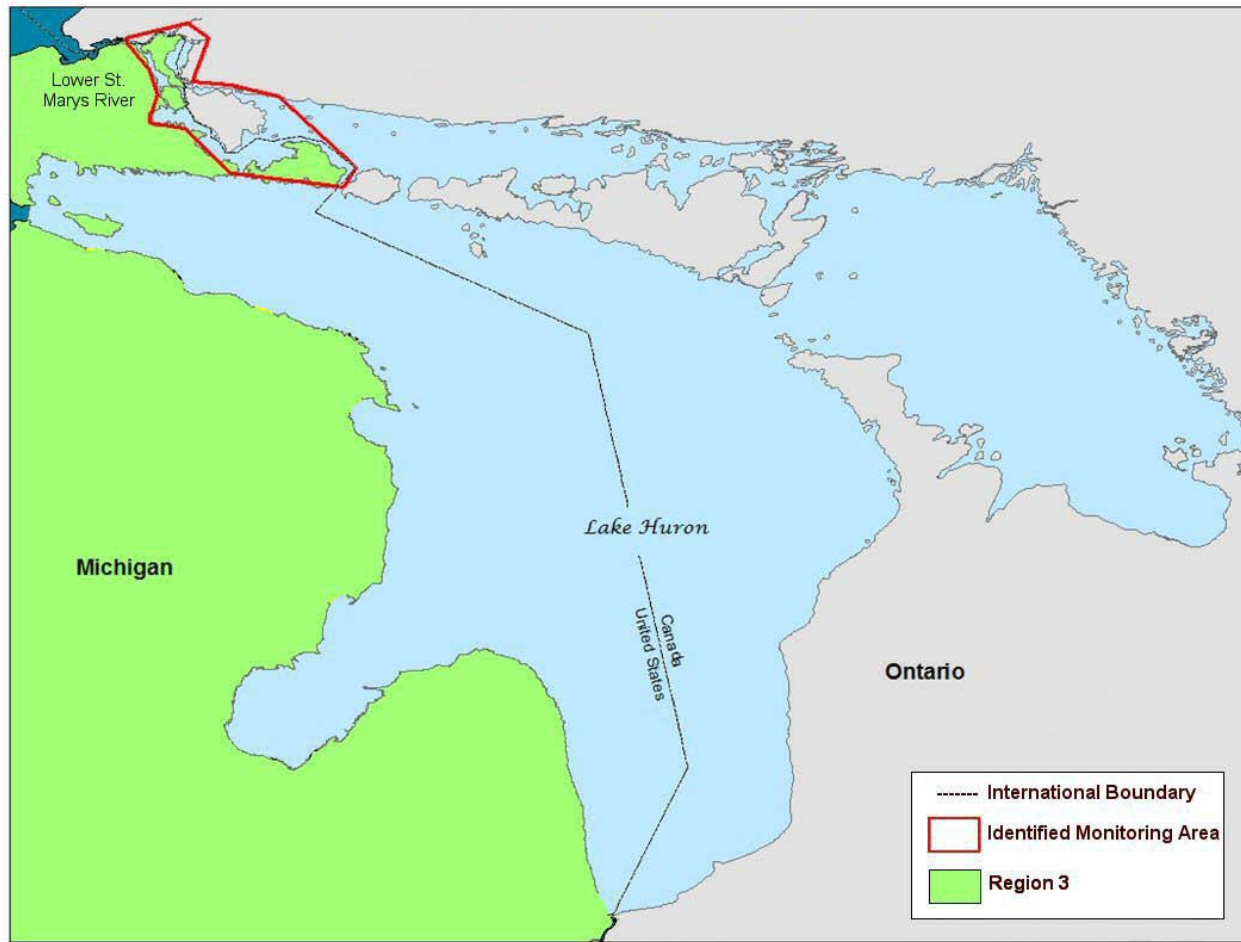 Lower St.
Marys River
Lake Huron
Michigan
Canada
United States
Ontario
International Boundary
Identified Monitoring Area
Region 3